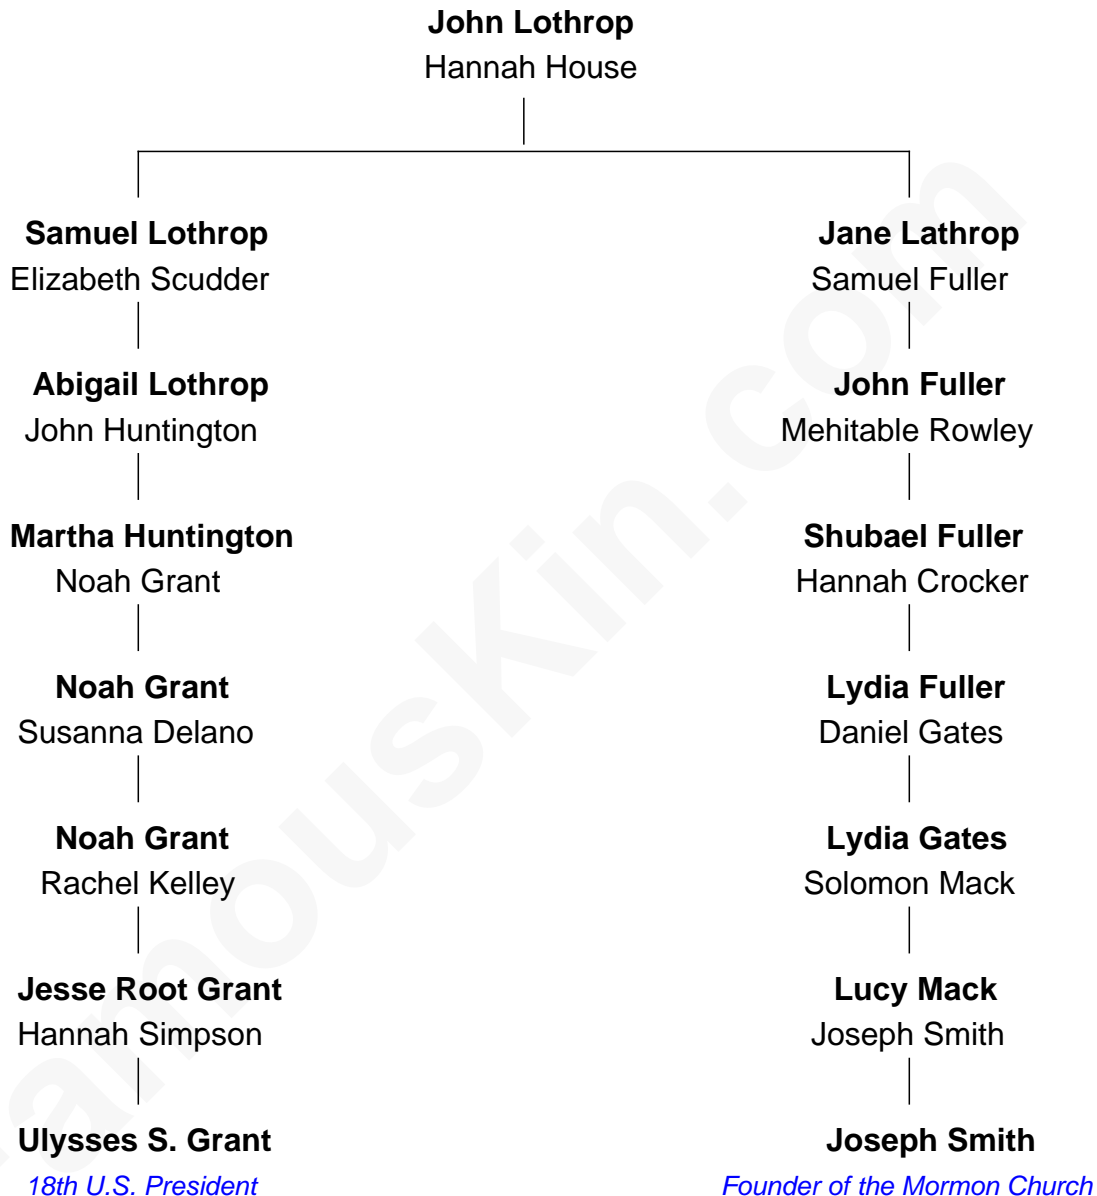 John Lothrop
Hannah House
Samuel Lothrop
Elizabeth Scudder
Abigail Lothrop
John Huntington
Martha Huntington
Noah Grant
Noah Grant
Susanna Delano
Noah Grant
Rachel Kelley
Jesse Root Grant
Hannah Simpson
Ulysses S. Grant
18th U.S. President
Jane Lathrop
Samuel Fuller
John Fuller
Mehitable Rowley
Shubael Fuller
Hannah Crocker
Lydia Fuller
Daniel Gates
Lydia Gates
Solomon Mack
Lucy Mack
Joseph Smith
Joseph Smith
Founder of the Mormon Church
amouskin.com